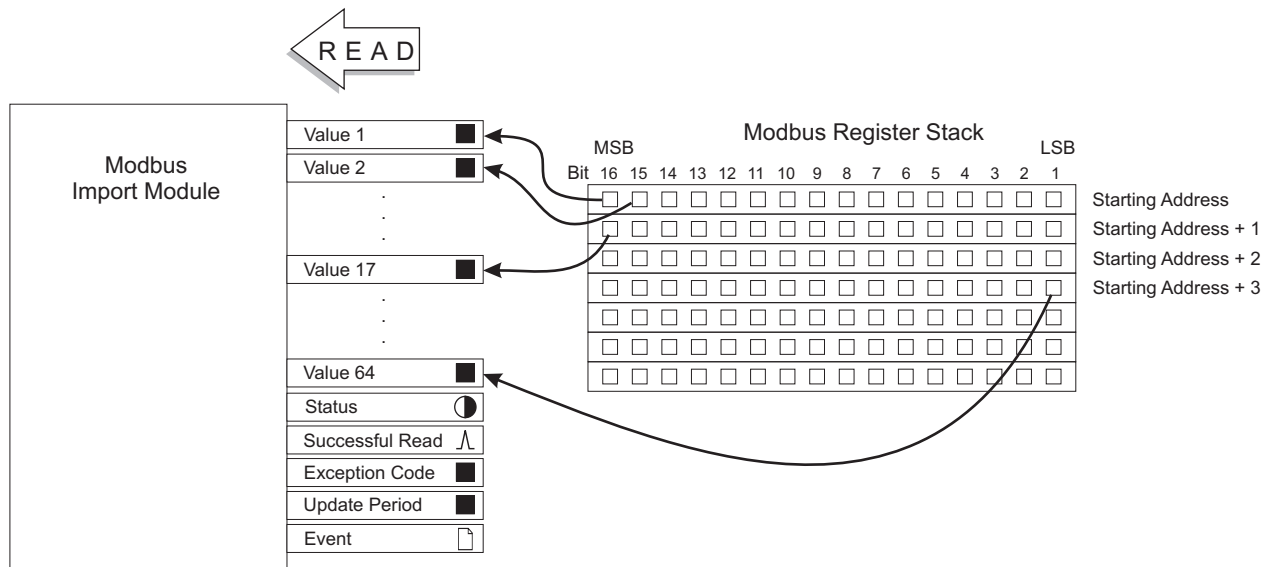 READ
Modbus
Import Module
Value 1
Value 2
.
.
.
Value 17
.
.
.
Value 64
Status
Successful Read
Exception Code
Update Period
Event
Modbus Register Stack
MSB LSB
Bit 16 15 14 13 12 11 10 9 8 7 6 5 4 3 2 1
Starting Address
Starting Address + 1
Starting Address + 2
Starting Address + 3